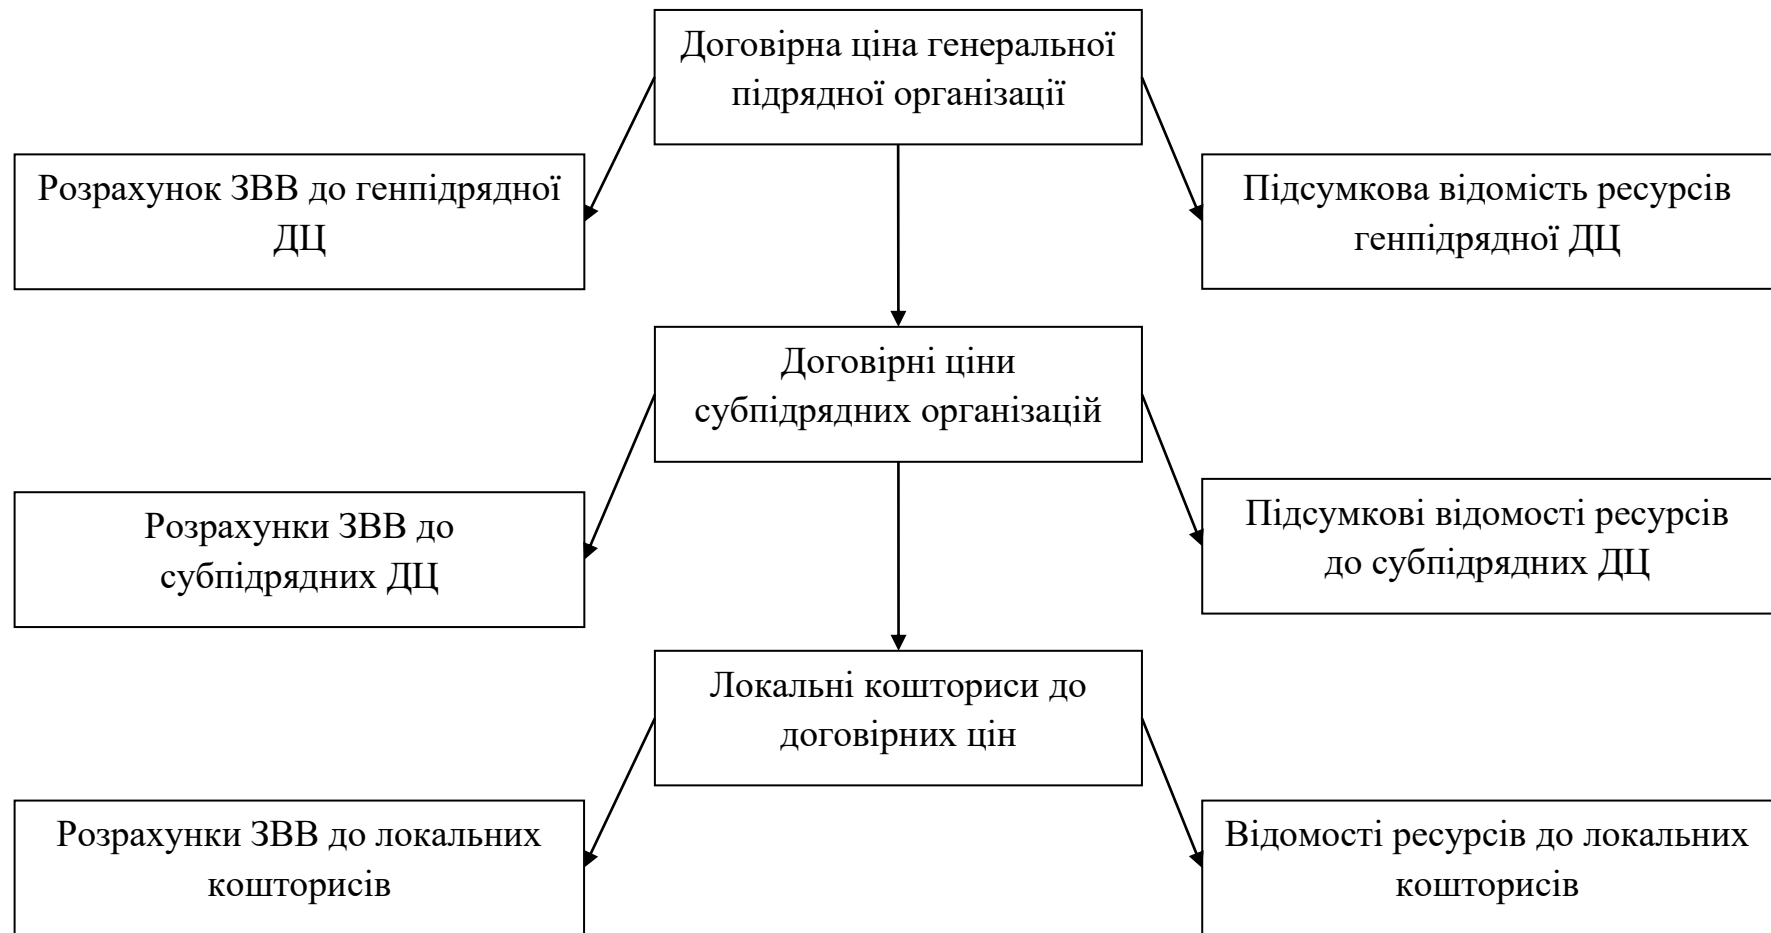 Договірна ціна генеральної
підрядної організації
Розрахунок ЗВВ до генпідрядної
ДЦ
Підсумкова відомість ресурсів
генпідрядної ДЦ
Договірні ціни
субпідрядних організацій
Розрахунки ЗВВ до
субпідрядних ДЦ
Підсумкові відомості ресурсів
до субпідрядних ДЦ
Локальні кошториси до
договірних цін
Розрахунки ЗВВ до локальних
кошторисів
Відомості ресурсів до локальних
кошторисів